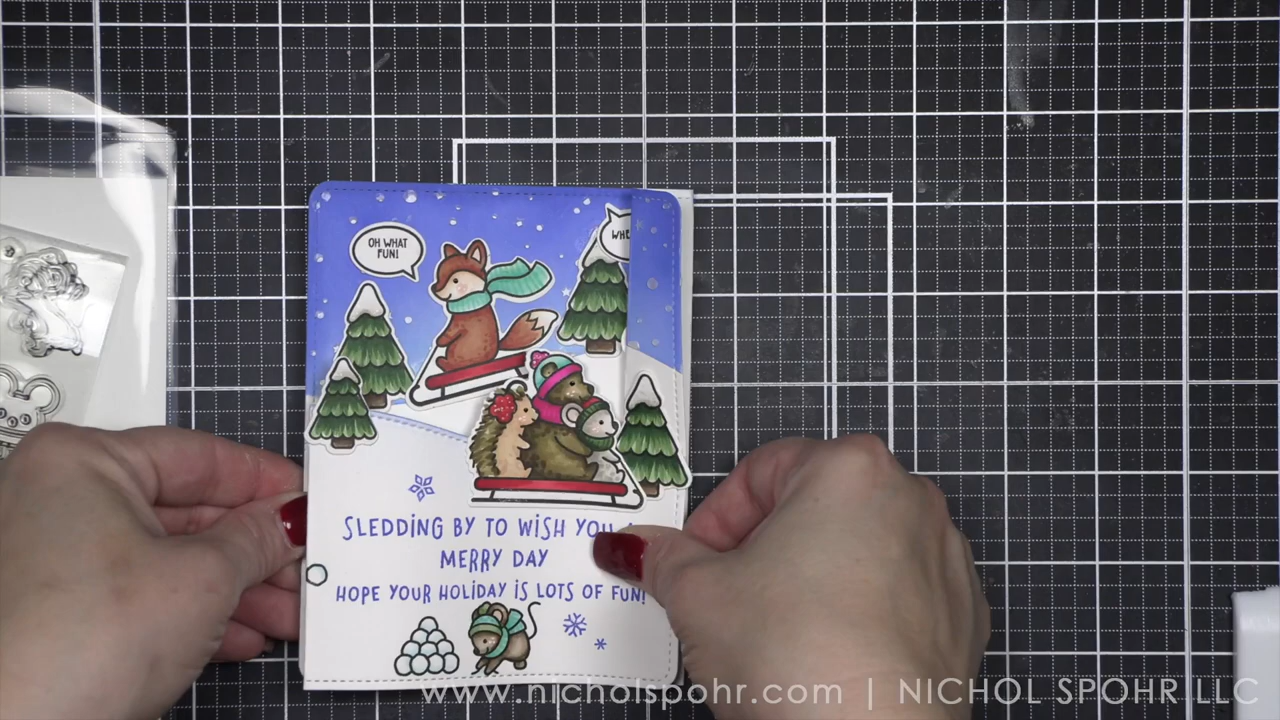 OH WHAT
FUN!
SLEDDING BY TO WISH YOU
MERRY DAY
HOPE YOUR HOLIDAY IS LOTS OF FUN!
www.nicholspohr.com | NICHOL SPOHR LLC